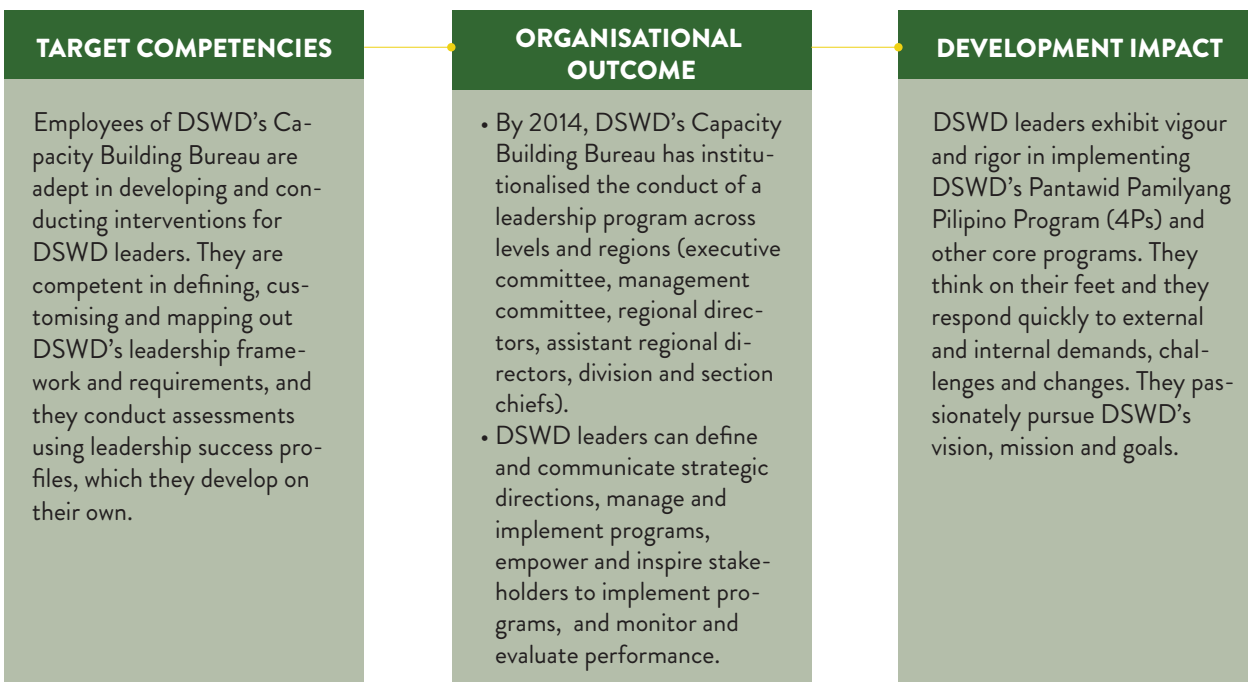 TARGET COMPETENCIES
Employees of DSWD's Ca-
pacity Building Bureau are
adept in developing and con-
ducting interventions for
DSWD leaders. They are
competent in defining, cus-
tomising and mapping out
DSWD's leadership frame-
work and requirements, and
they conduct assessments
using leadership success pro-
files, which they develop on
their own.
ORGANISATIONAL
OUTCOME
• By 2014, DSWD's Capacity
Building Bureau has institu-
tionalised the conduct of a
leadership program across
levels and regions (executive
committee, management
committee, regional direc-
tors, assistant regional di-
rectors, division and section
chiefs).
• DSWD leaders can define
and communicate strategic
directions, manage and
implement programs,
empower and inspire stake-
holders to implement pro-
grams, and monitor and
evaluate performance.
DEVELOPMENT IMPACT
DSWD leaders exhibit vigour
and rigor in implementing
DSWD's Pantawid Pamilyang
Pilipino Program (4Ps) and
other core programs. They
think on their feet and they
respond quickly to external
and internal demands, chal-
lenges and changes. They pas-
sionately pursue DSWD's
vision, mission and goals.